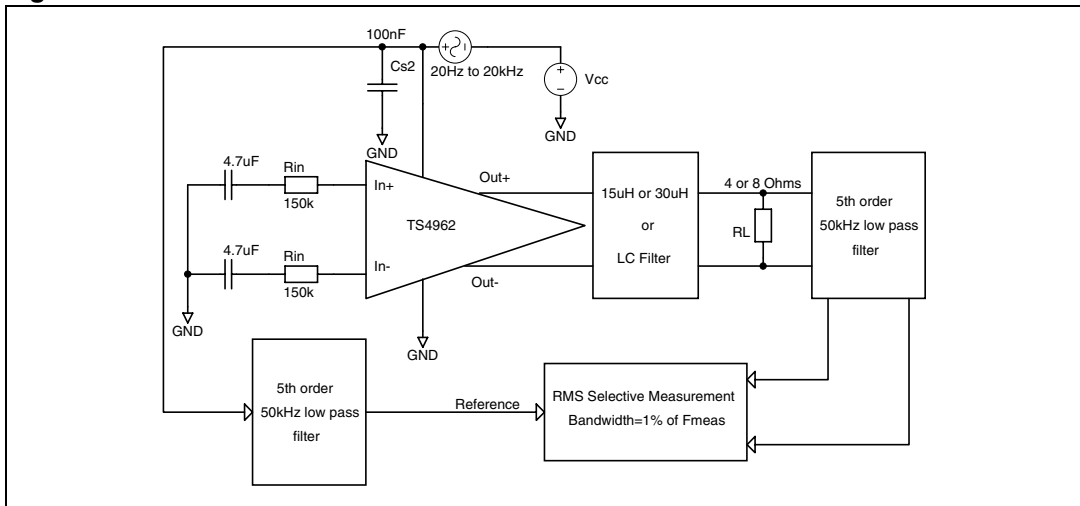 100nF
Cs2
20Hz to 20kHz
Vcc
GND
GND
4.7uF
Rin
150k
In+
Out+
TS4962
15uH or 30uH
or
LC Filter
4 or 8 Ohms
RL
5th order
50kHz low pass
filter
4.7uF
Rin
150k
In-
Out-
GND
GND
5th order
50kHz low pass
filter
Reference
RMS Selective Measurement
Bandwidth=1% of Fmeas